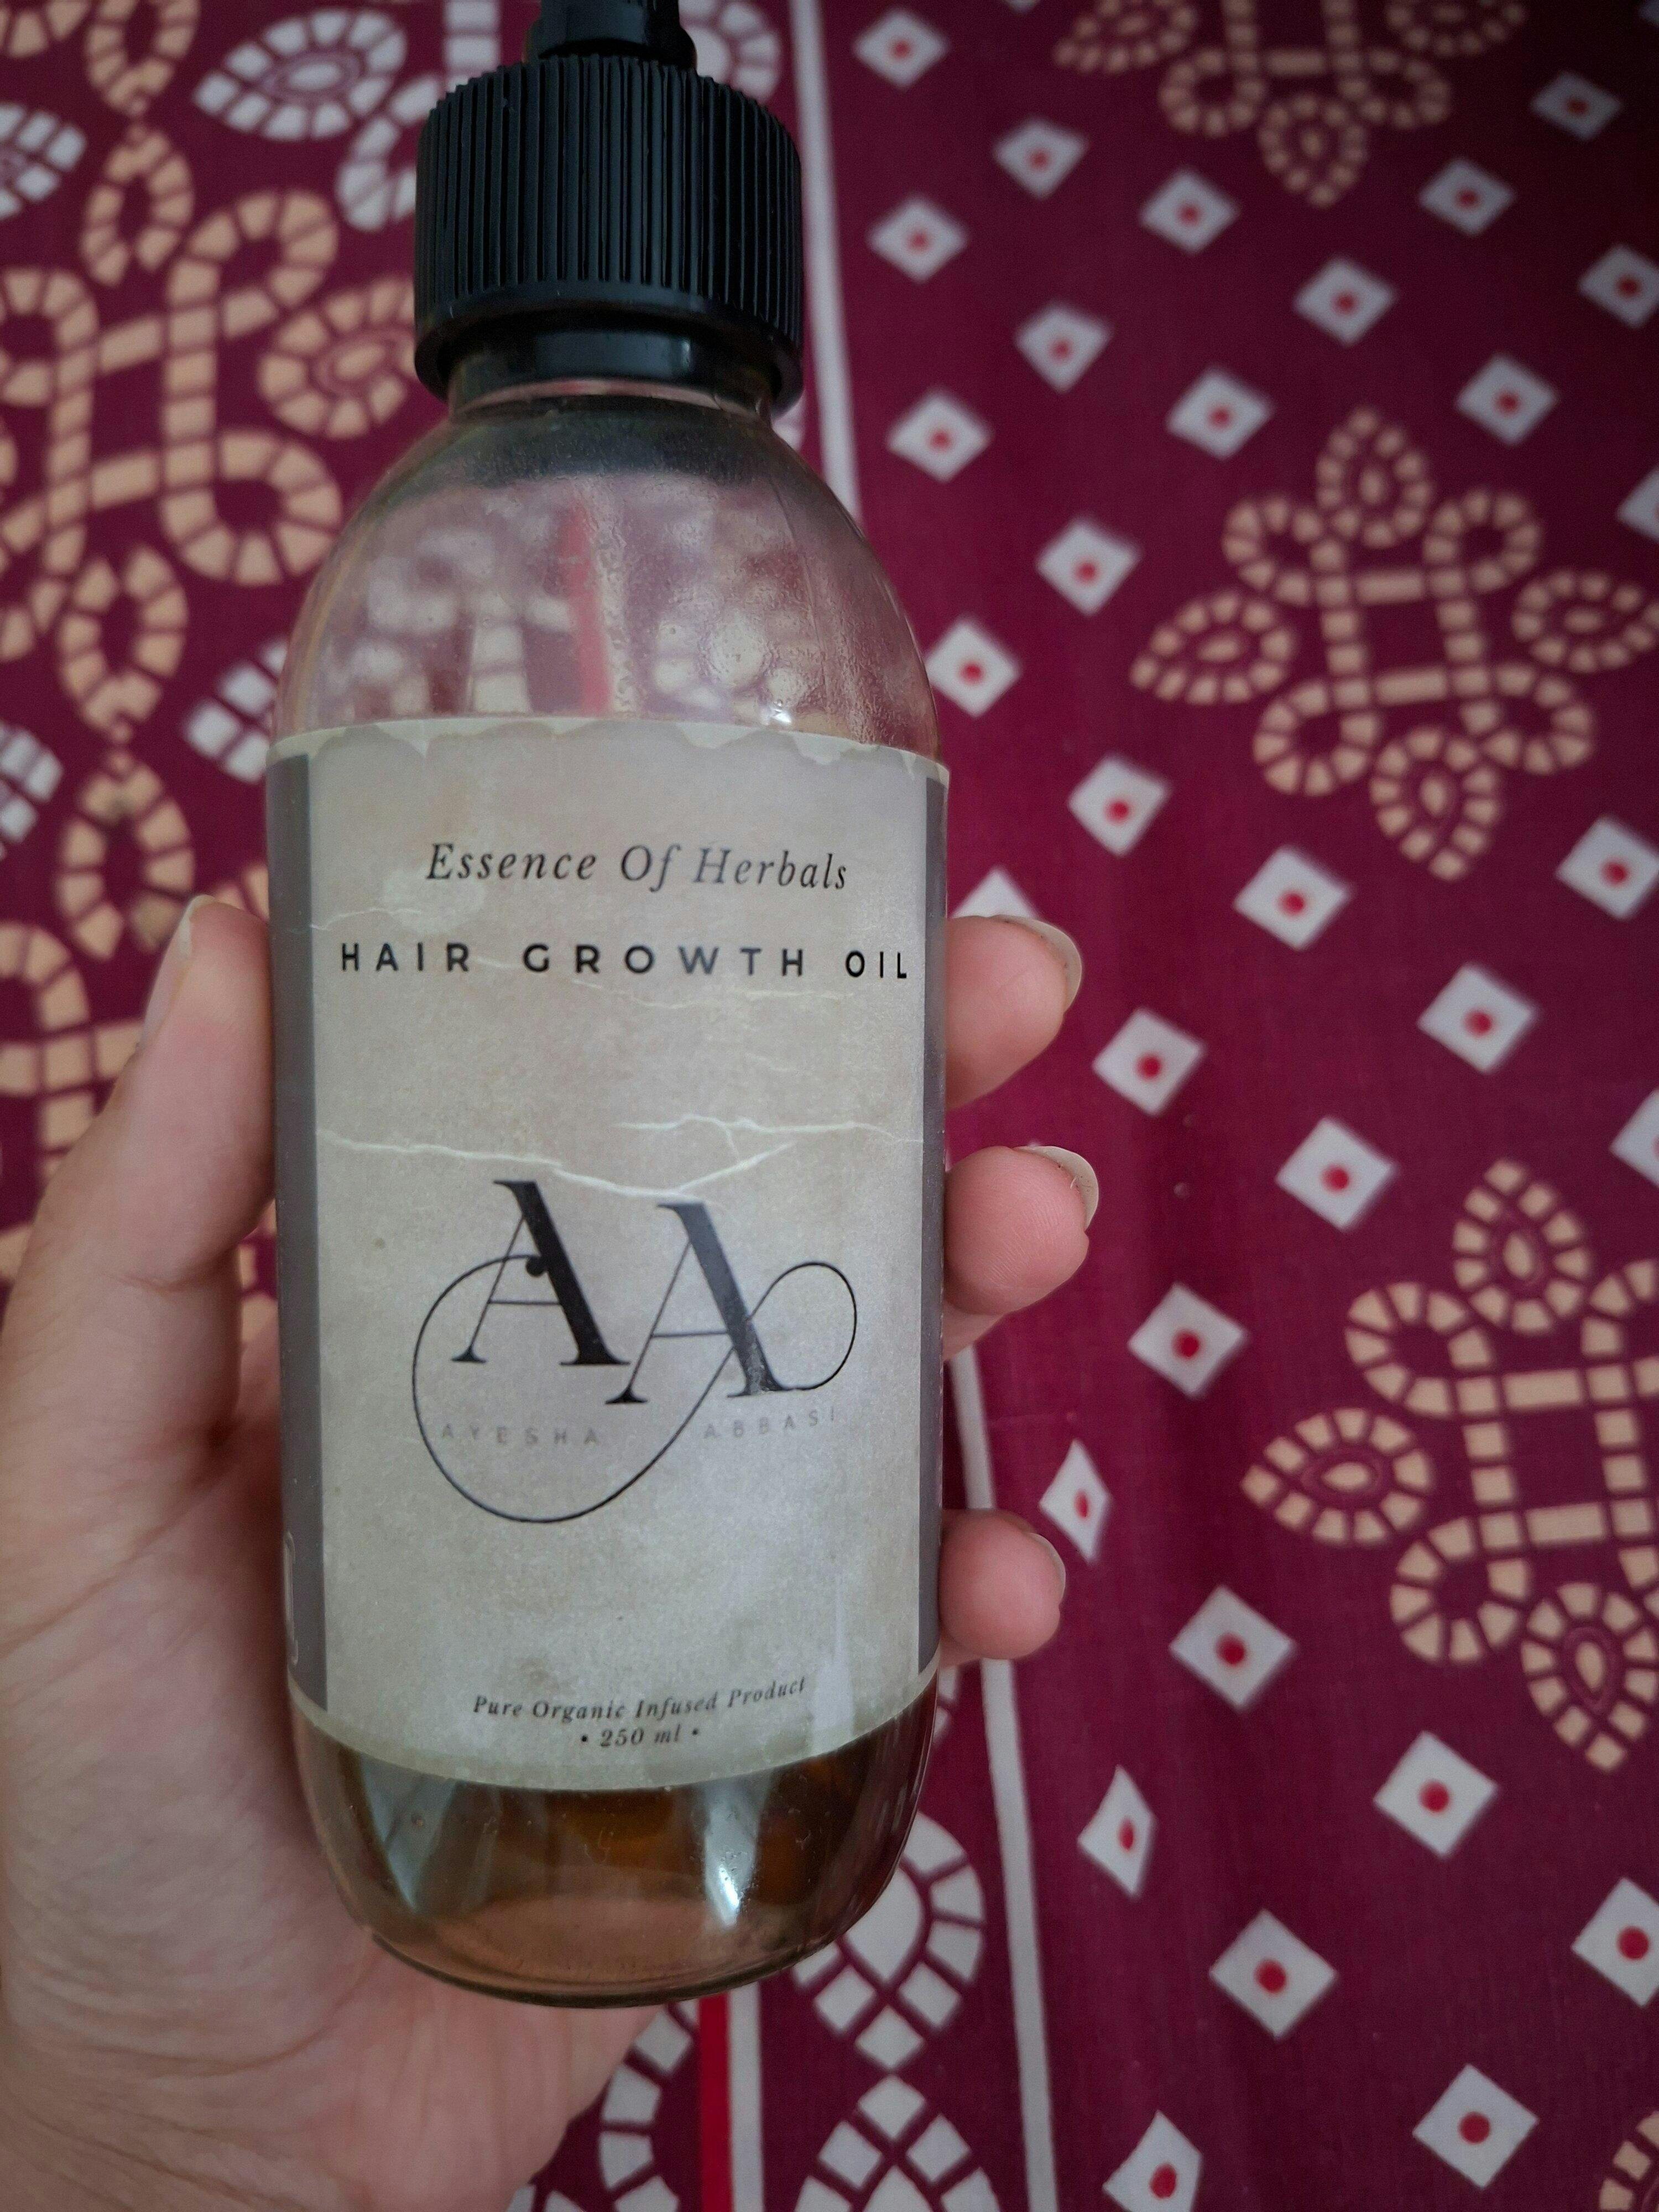 Essence Of Herbals
HAIR GROWTH OIL
AA
AYESHA ABBASI
Pure Organic Infused Product
• 250 ml •